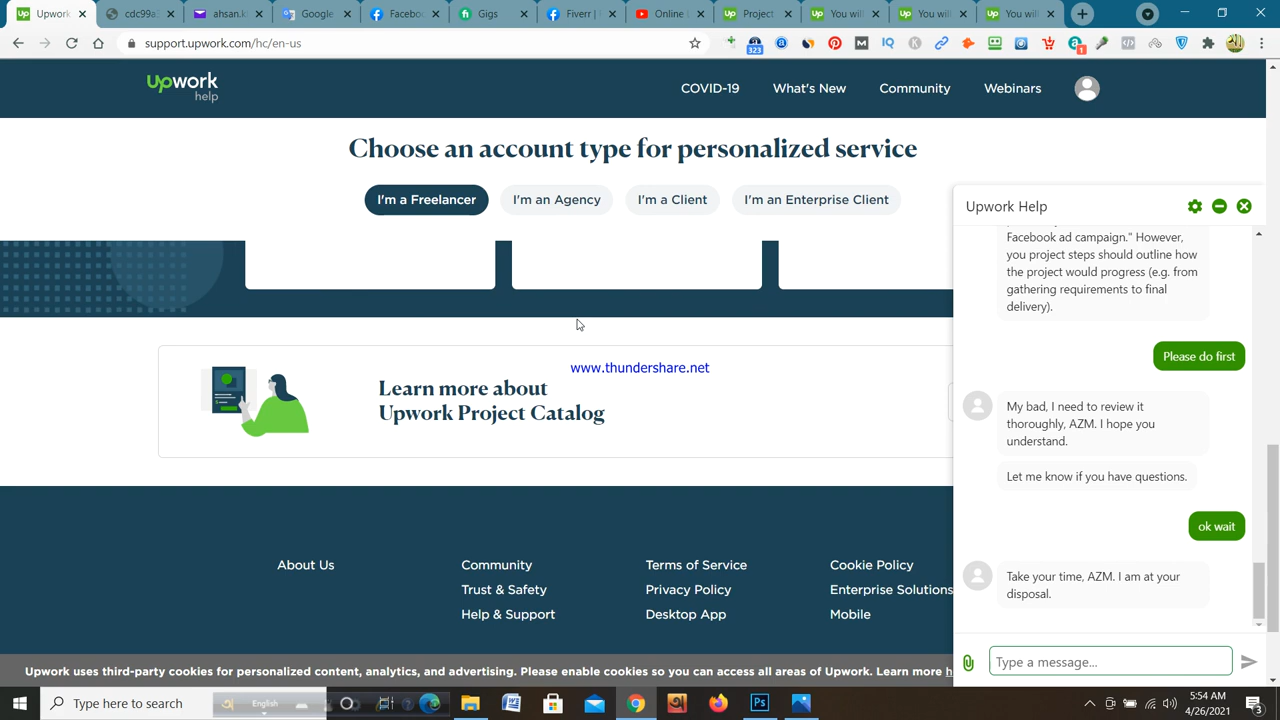 Upwork
cdc99a5
ahsan.k
Google
Faceboo
Gigs
Fiverr |
Online L
Project
You will
You will
You will
support.upwork.com/hc/en-us
323
1
upwork
help
COVID-19
What's New
Community
Webinars
Choose an account type for personalized service
I'm a Freelancer
I'm an Agency
I'm a Client
I'm an Enterprise Client
www.thundershare.net
Learn more about
Upwork Project Catalog
About Us
Community
Terms of Service
Cookie Policy
Trust & Safety
Privacy Policy
Enterprise Solutions
Help & Support
Desktop App
Mobile
Upwork uses third-party cookies for personalized content, analytics, and advertising. Please enable cookies so you can access all areas of Upwork. Learn more h
Upwork Help
Facebook ad campaign." However,
you project steps should outline how
the project would progress (e.g. from
gathering requirements to final
delivery).
Please do first
My bad, I need to review it
thoroughly, AZM. I hope you
understand.
Let me know if you have questions.
ok wait
Take your time, AZM. I am at your
disposal.
Type a message...
Type here to search
English
5:54 AM
4/26/2021
3